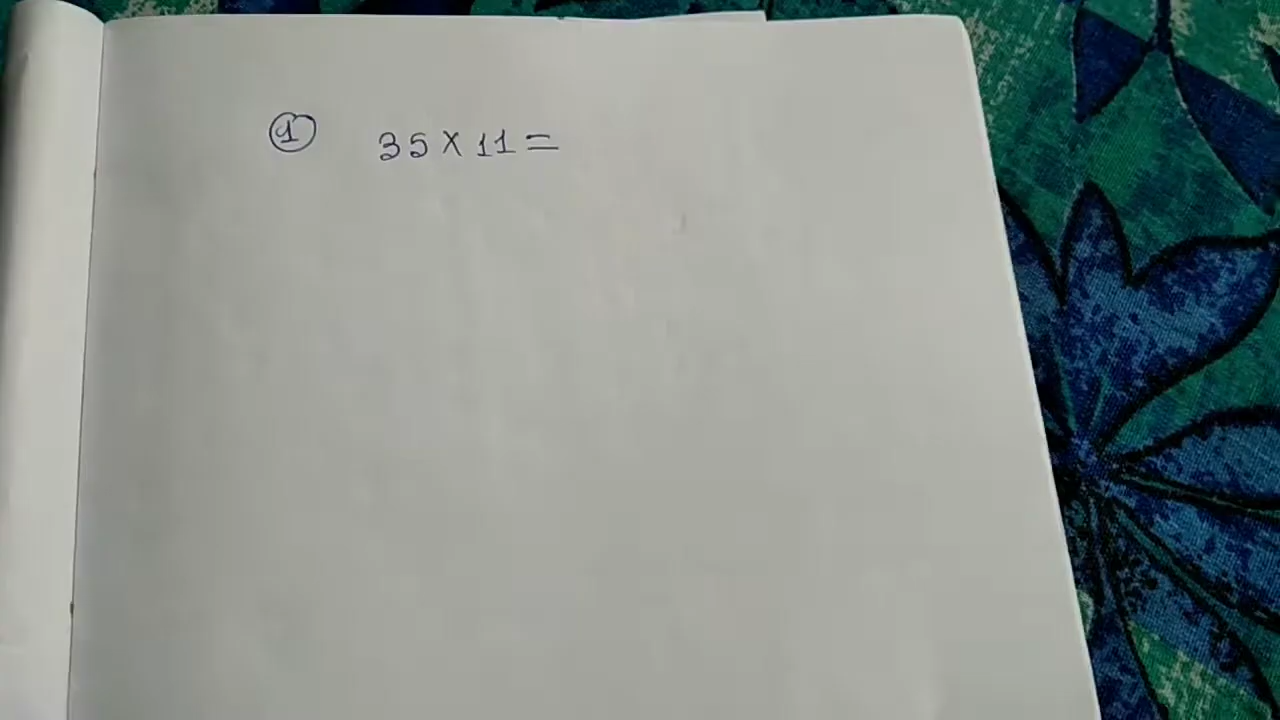 ① 35 × 11 =